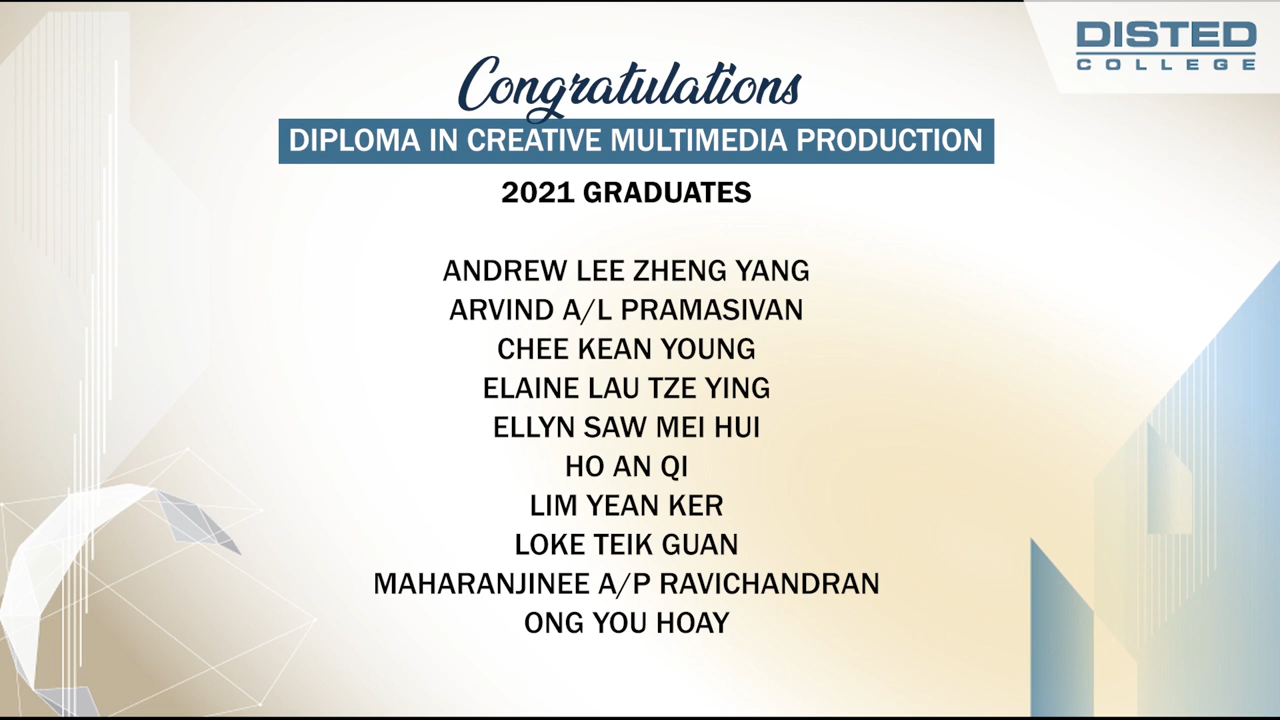 DISTED
COLLEGE
Congratulations
DIPLOMA IN CREATIVE MULTIMEDIA PRODUCTION
2021 GRADUATES
ANDREW LEE ZHENG YANG
ARVIND A/L PRAMASIVAN
CHEE KEAN YOUNG
ELAINE LAU TZE YING
ELLYN SAW MEI HUI
HO AN QI
LIM YEAN KER
LOKE TEIK GUAN
MAHARANJINEE A/P RAVICHANDRAN
ONG YOU HOAY